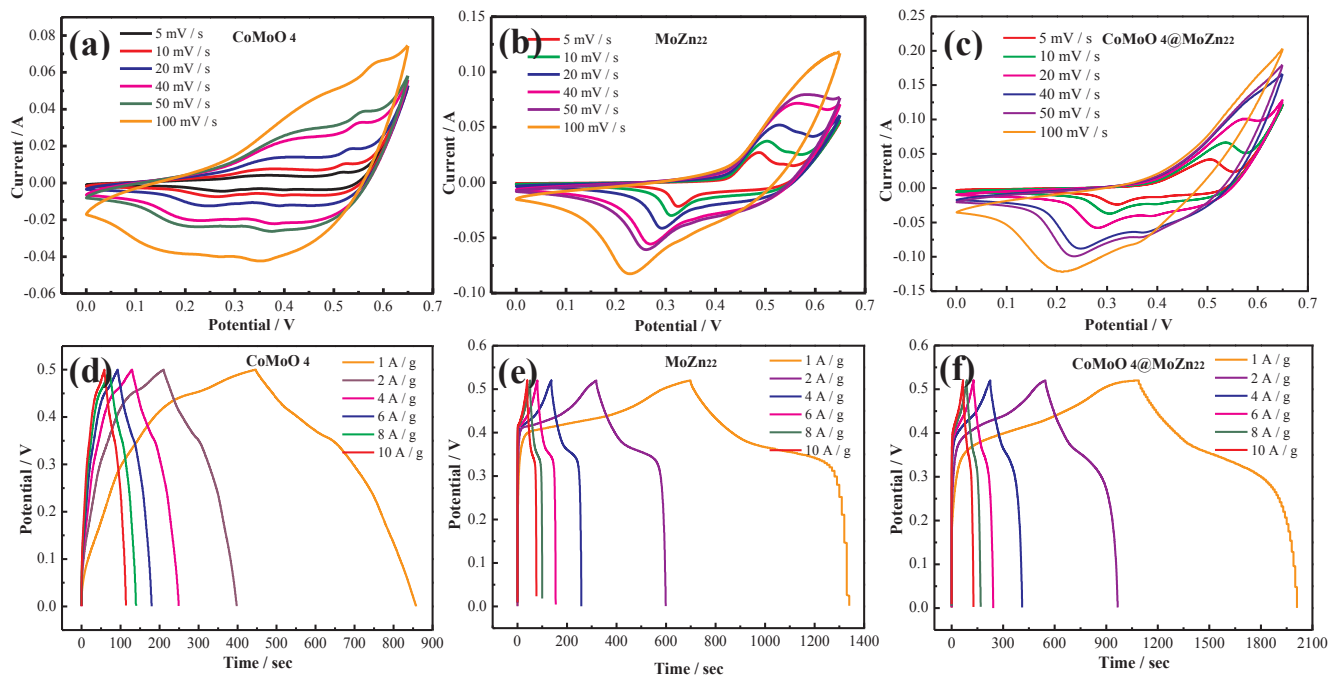 (a)
CoMoO 4
5 mV / s
10 mV / s
20 mV / s
40 mV / s
50 mV / s
100 mV / s
Current / A
0.08
0.06
0.04
0.02
0.00
-0.02
-0.04
-0.06
0.0 0.1 0.2 0.3 0.4 0.5 0.6 0.7
Potential / V
(b)
MoZn22
5 mV / s
10 mV / s
20 mV / s
40 mV / s
50 mV / s
100 mV / s
Current / A
0.15
0.10
0.05
0.00
-0.05
-0.10
0.0 0.1 0.2 0.3 0.4 0.5 0.6 0.7
Potential / V
(c)
CoMoO 4@MoZn22
5 mV / s
10 mV / s
20 mV / s
40 mV / s
50 mV / s
100 mV / s
Current / A
0.25
0.20
0.15
0.10
0.05
0.00
-0.05
-0.10
-0.15
0.0 0.1 0.2 0.3 0.4 0.5 0.6 0.7
Potential / V
(d)
CoMoO 4
1 A / g
2 A / g
4 A / g
6 A / g
8 A / g
10 A / g
Potential / V
0.5
0.4
0.3
0.2
0.1
0.0
0 100 200 300 400 500 600 700 800 900
Time / sec
(e)
MoZn22
1 A / g
2 A / g
4 A / g
6 A / g
8 A / g
10 A / g
Potential / V
0.6
0.5
0.4
0.3
0.2
0.1
0.0
0 200 400 600 800 1000 1200 1400
Time / sec
(f)
CoMoO 4@MoZn22
1 A / g
2 A / g
4 A / g
6 A / g
8 A / g
10 A / g
Potential / V
0.6
0.5
0.4
0.3
0.2
0.1
0.0
0 300 600 900 1200 1500 1800 2100
Time / sec